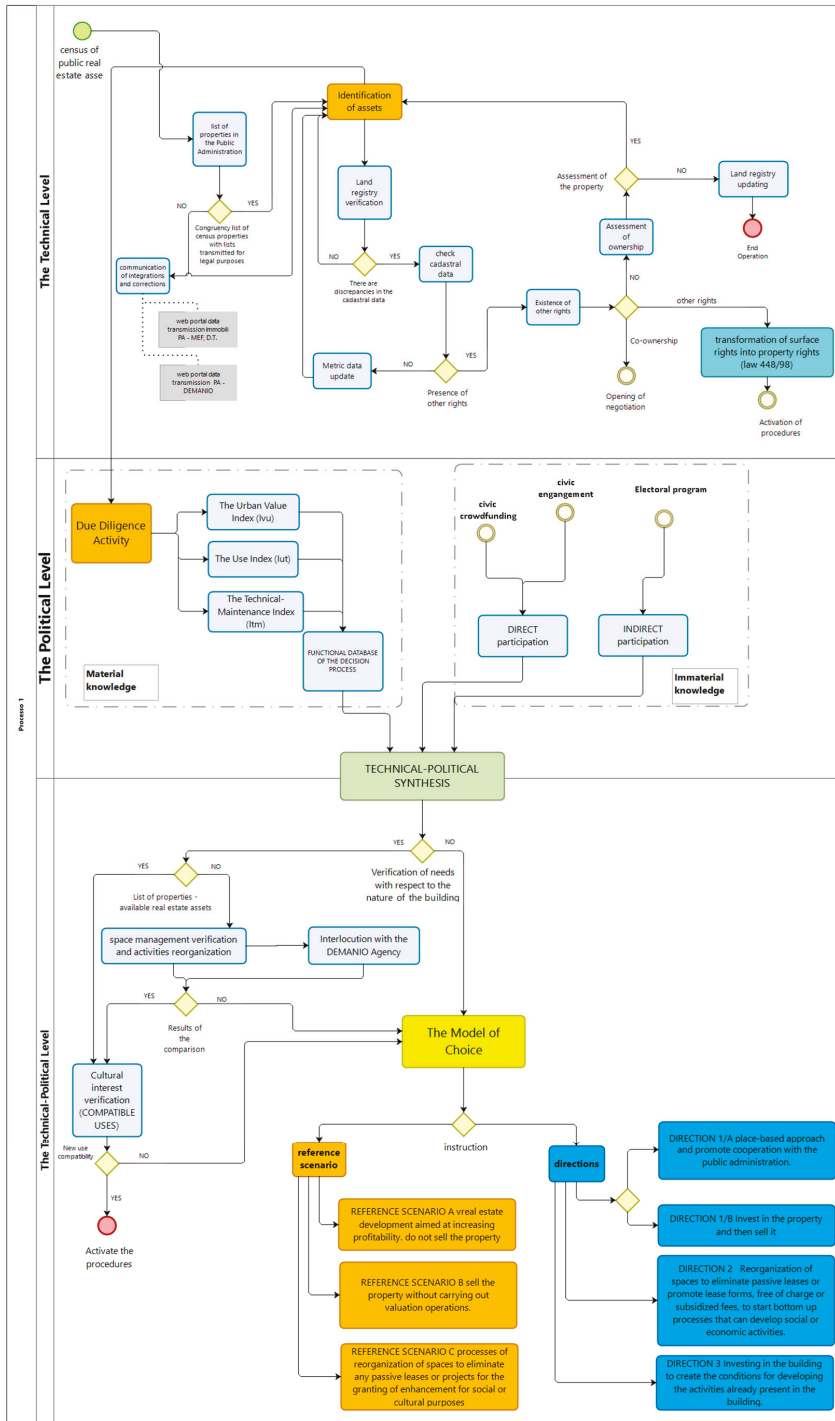 Processo 1
The Technical Level
census of
public real
estate asse
list of
properties in
the Public
Administration
NO
YES
Congruency list of
census properties
with lists
transmitted for
legal purposes
communication
of integrations
and corrections
web portal data
transmission Immobili
PA - MEF, D.T.
web portal data
transmission PA -
DEMANIO
Identification
of assets
Land
registry
verification
NO
YES
There are
discrepancies in the
cadastral data
check
cadastral
data
Metric data
update
NO
YES
Presence of
other rights
Existence of
other rights
Assessment of
the property
YES
NO
Land registry
updating
End
Operation
Assessment
of
ownership
NO
other rights
Co-ownership
Opening of
negotiation
transformation of surface
rights into property rights
(law 448/98)
Activation of
procedures
The Political Level
Due Diligence
Activity
The Urban Value
Index (Ivu)
The Use Index (Iut)
The Technical-
Maintenance Index
(Itm)
FUNCTIONAL DATABASE
OF THE DECISION
PROCESS
Material
knowledge
civic
crowdfunding
civic
engangement
Electoral program
DIRECT
participation
INDIRECT
participation
Immaterial
knowledge
TECHNICAL-POLITICAL
SYNTHESIS
The Technical-Political Level
YES
NO
Verification of needs
with respect to the
nature of the building
YES
NO
List of properties -
available real estate assets
space management verification
and activities reorganization
Interlocution with the
DEMANIO Agency
YES
NO
Results of
the
comparison
The Model of
Choice
Cultural
interest
verification
(COMPATIBLE
USES)
New use
compatibility
NO
YES
Activate the
procedures
instruction
reference
scenario
directions
REFERENCE SCENARIO A vreal estate
development aimed at increasing
profitability. do not sell the property
REFERENCE SCENARIO B sell the
property without carrying out
valuation operations.
REFERENCE SCENARIO C processes of
reorganization of spaces to eliminate
any passive leases or projects for the
granting of enhancement for social or
cultural purposes
DIRECTION 1/A place-based approach
and promote cooperation with the
public administration.
DIRECTION 1/B Invest in the property
and then sell it
DIRECTION 2 Reorganization of
spaces to eliminate passive leases or
promote lease forms, free of charge or
subsidized fees, to start bottom up
processes that can develop social or
economic activities.
DIRECTION 3 Investing in the building
to create the conditions for developing
the activities already present in the
building.